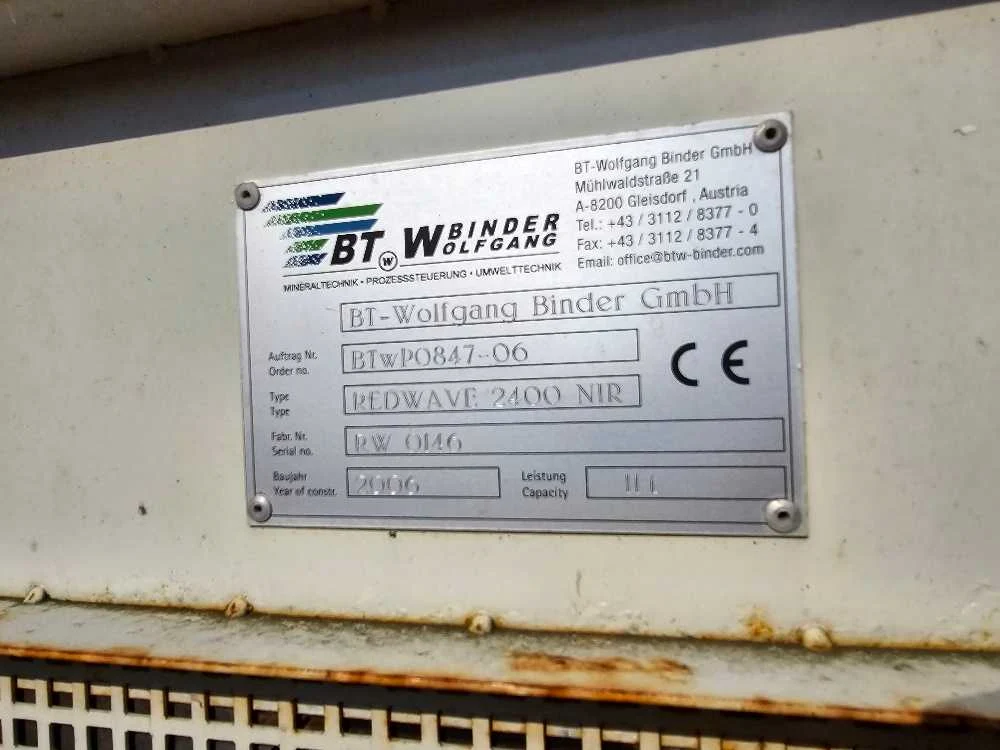 BT-Wolfgang Binder GmbH
Mühlwaldstraße 21
A-8200 Gleisdorf , Austria
Tel.: +43 / 3112 / 8377 - 0
Fax: +43 / 3112 / 8377 - 4
Email: office@btw-binder.com
BT W WBINDER
OLFGANG
MINERALTECHNIK · PROZESSSTEUERUNG · UMWELTTECHNIK
BT-Wolfgang Binder GmbH
Auftrag Nr.
Order no.
BTwP0847-06
CE
Type
Type
REDWAVE 2400 NIR
Fabr. Nr.
Serial no.
RW 0146
Baujahr
Year of constr.
2006
Leistung
Capacity